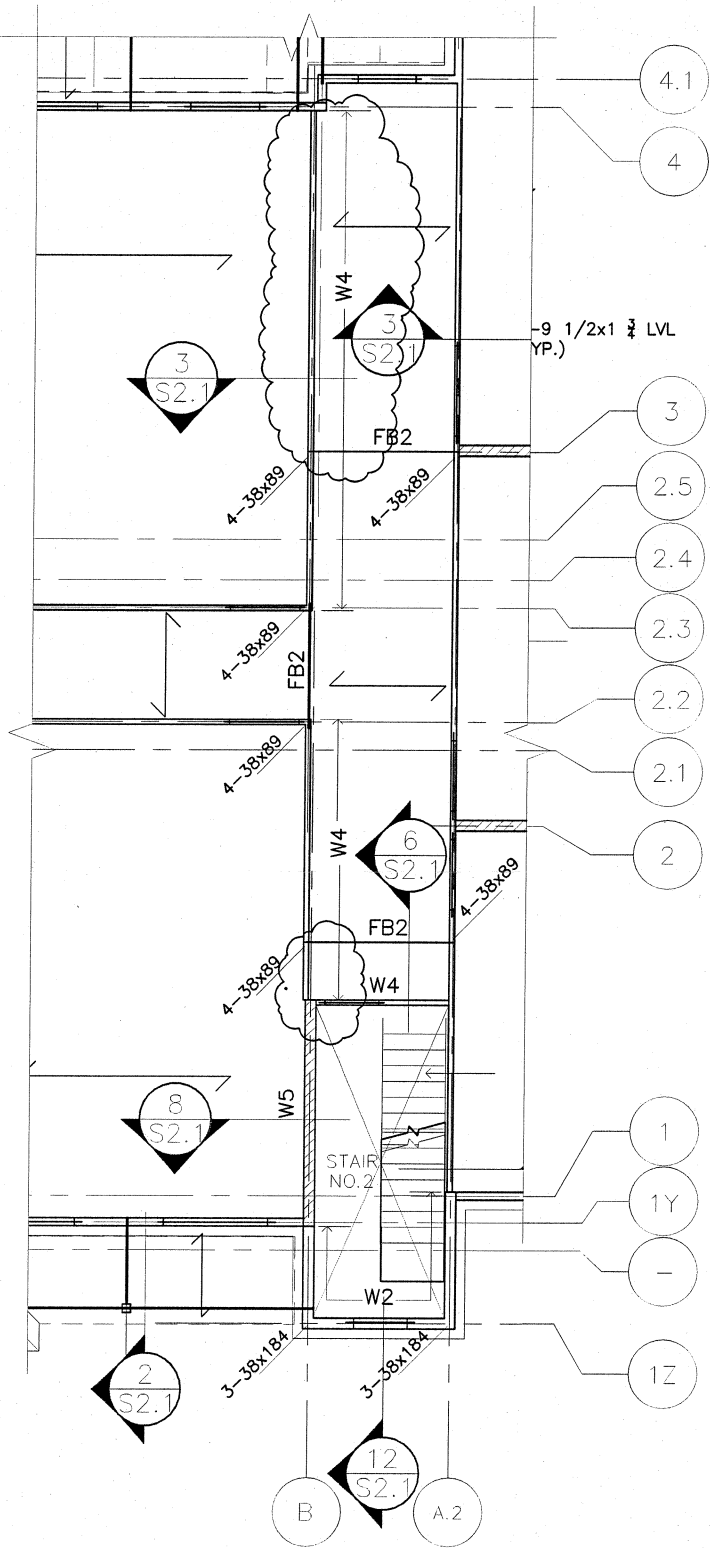 4.1
4
W4
3
S2.1
-9 1/2x1 3/4 LVL
YP.)
3
S2.1
3
FB2
4-38x89
4-38x89
2.5
2.4
2.3
4-38x89
FB2
2.2
4-38x89
2.1
W4
6
S2.1
2
4-38x89
FB2
4-38x89
W4
W5
8
S2.1
STAIR
NO.2
1
1Y
-
W2
3-38x184
3-38x184
1Z
2
S2.1
12
S2.1
B
A.2